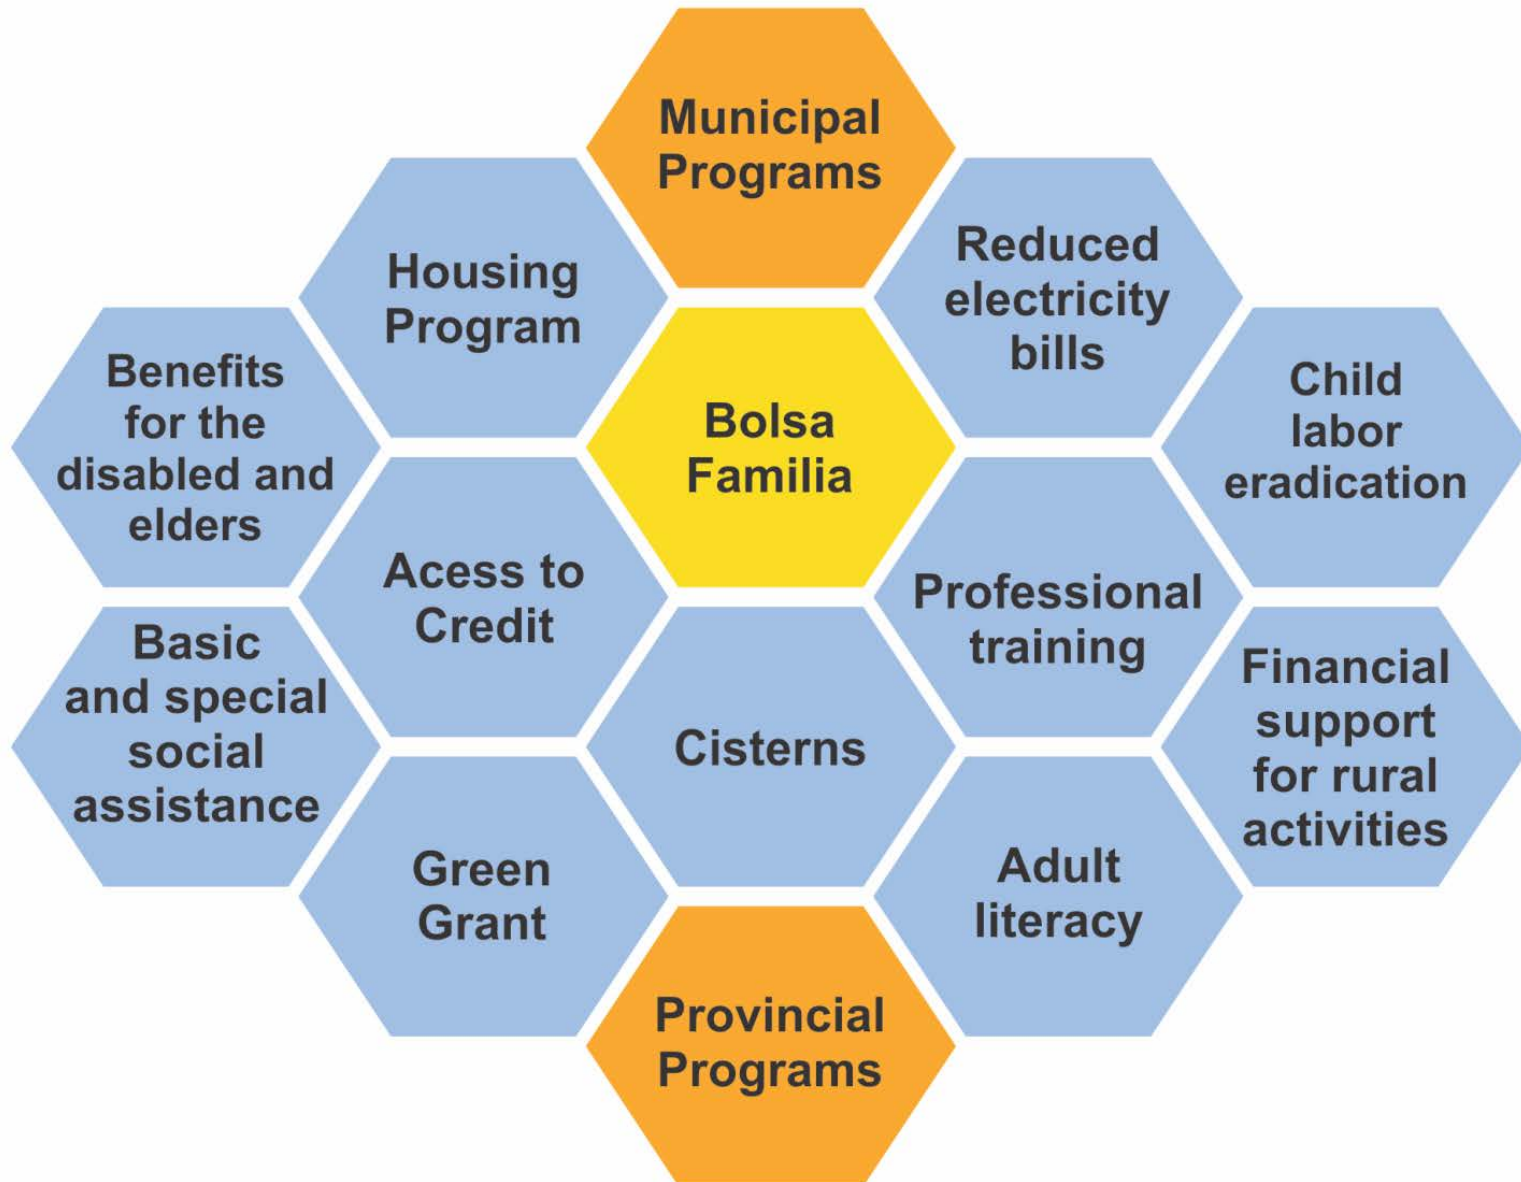 Municipal
Programs
Housing
Program
Reduced
electricity
bills
Benefits
for the
disabled and
elders
Bolsa
Familia
Child
labor
eradication
Acess to
Credit
Professional
training
Basic
and special
social
assistance
Cisterns
Financial
support
for rural
activities
Green
Grant
Adult
literacy
Provincial
Programs